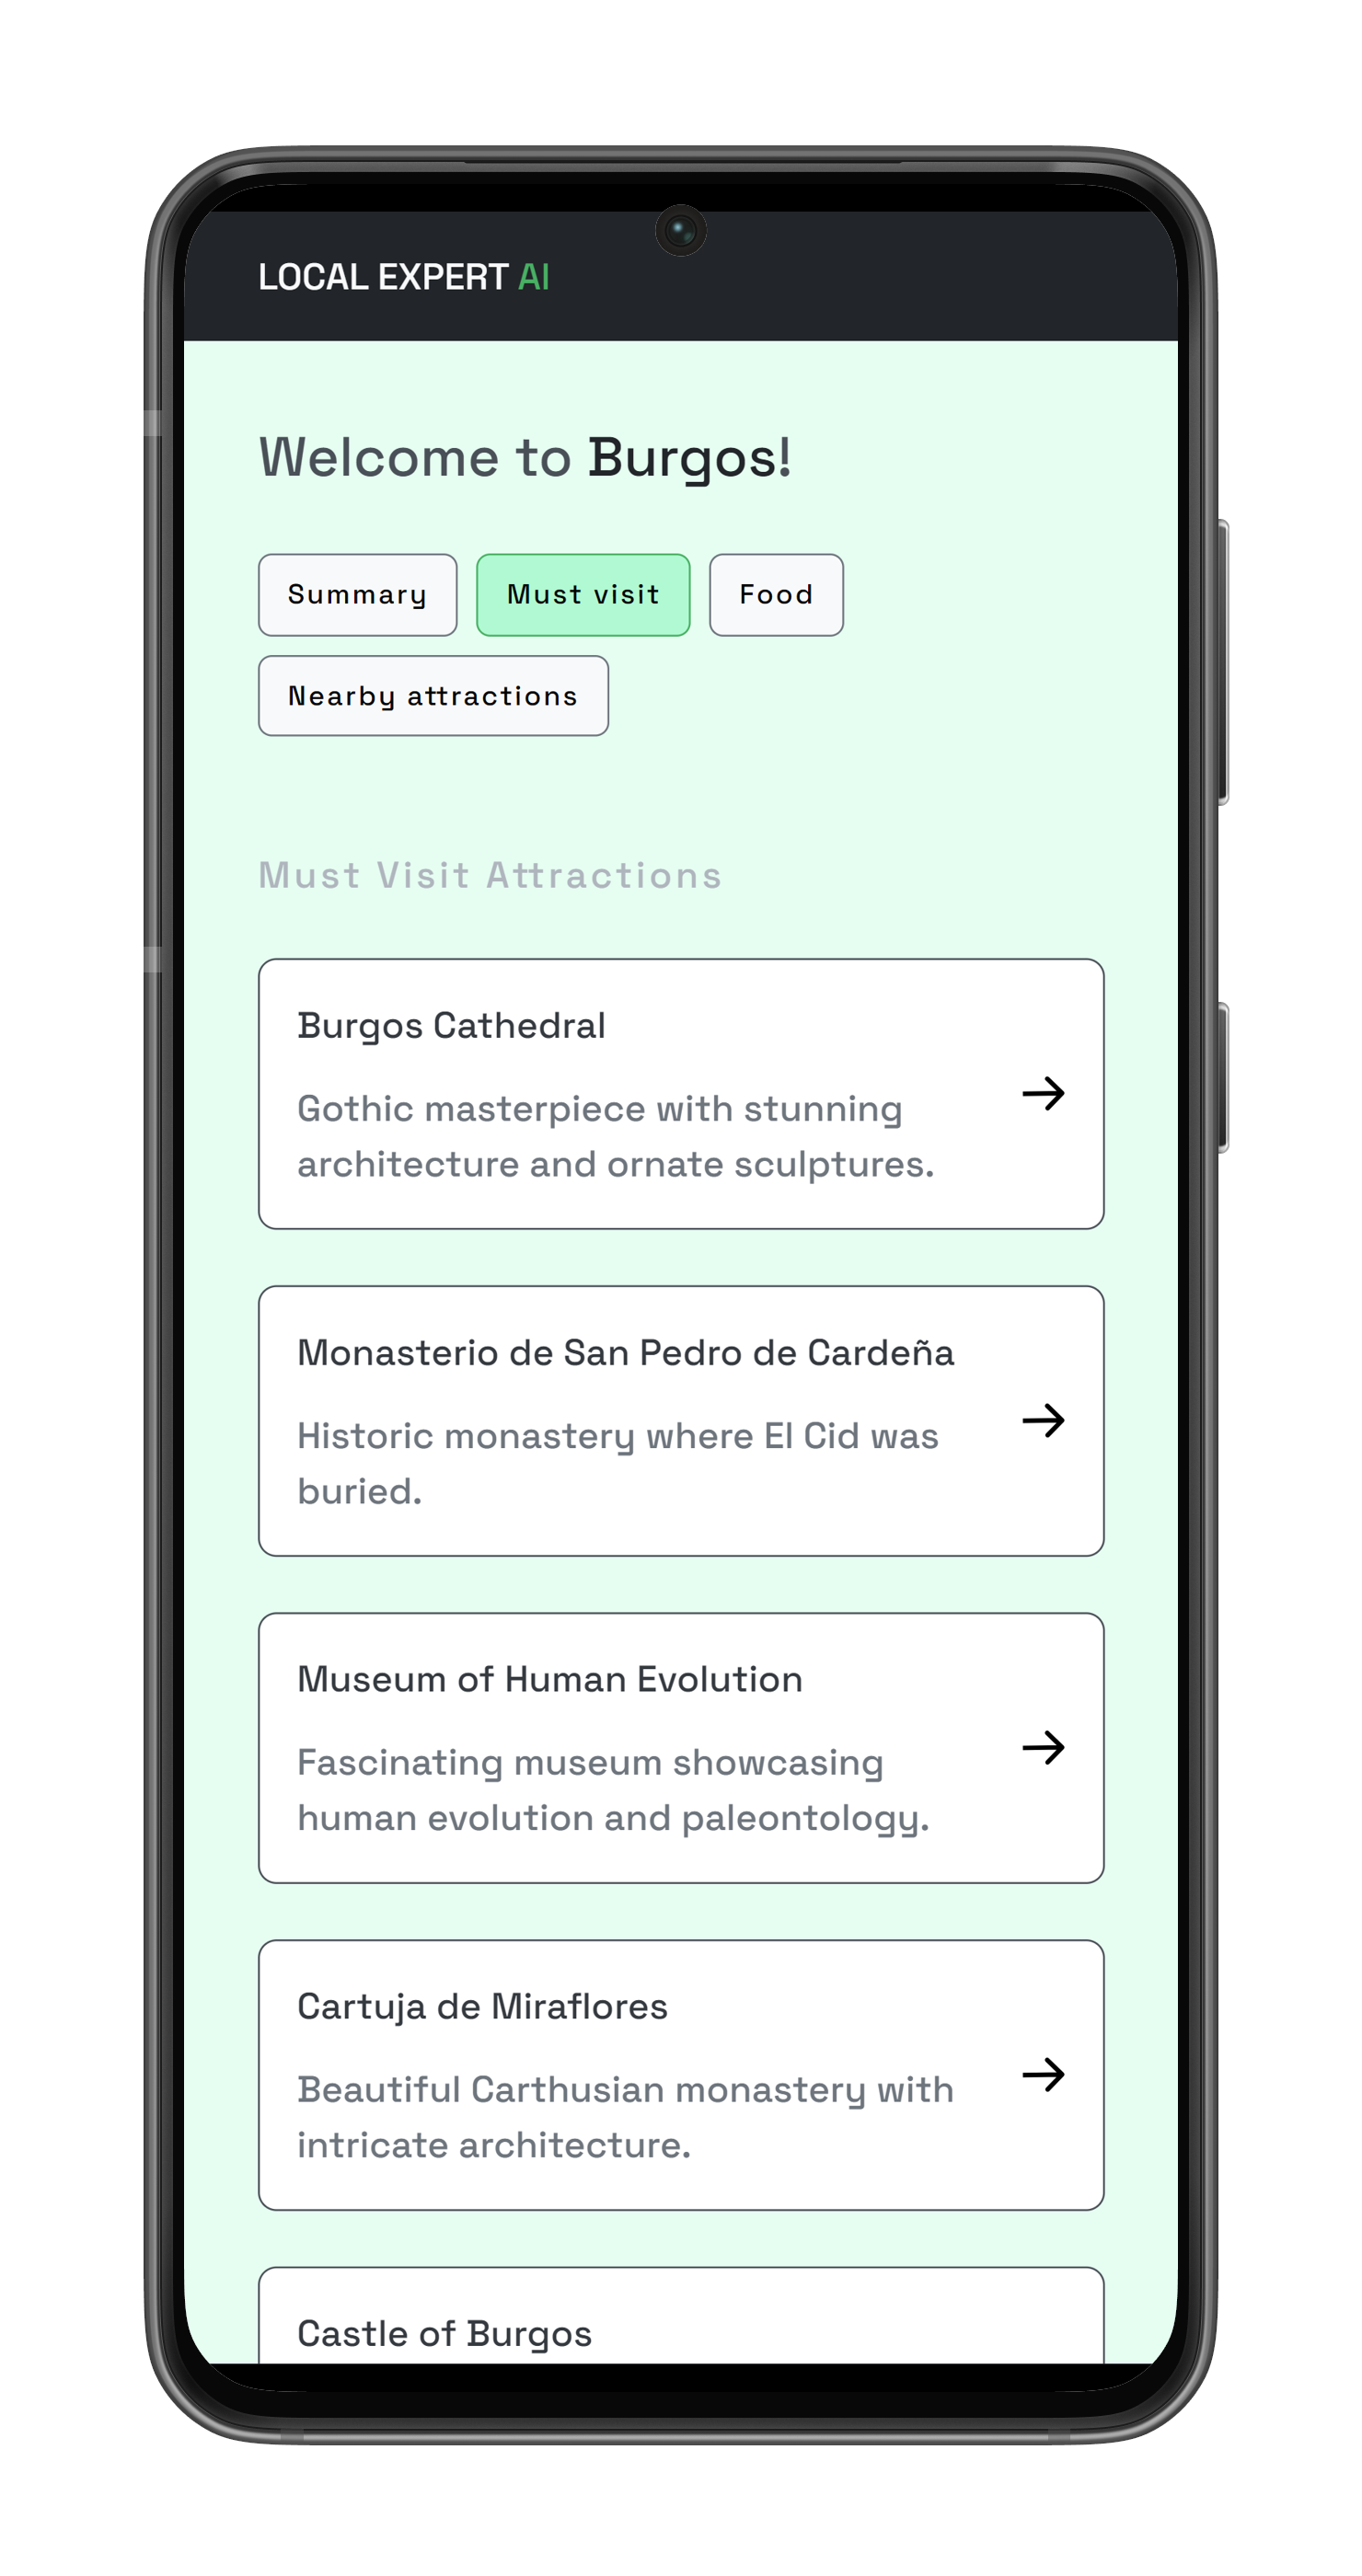 LOCAL EXPERT AI
Welcome to Burgos!
Summary
Must visit
Food
Nearby attractions
Must Visit Attractions
Burgos Cathedral
Gothic masterpiece with stunning
architecture and ornate sculptures.
Monasterio de San Pedro de Cardeña
Historic monastery where El Cid was
buried.
Museum of Human Evolution
Fascinating museum showcasing
human evolution and paleontology.
Cartuja de Miraflores
Beautiful Carthusian monastery with
intricate architecture.
Castle of Burgos